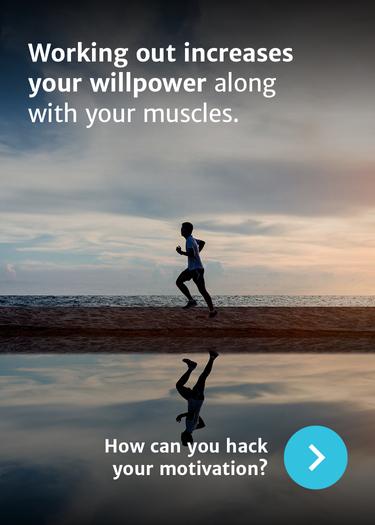 Working out increases
your willpower along
with your muscles.
How can you hack
your motivation?